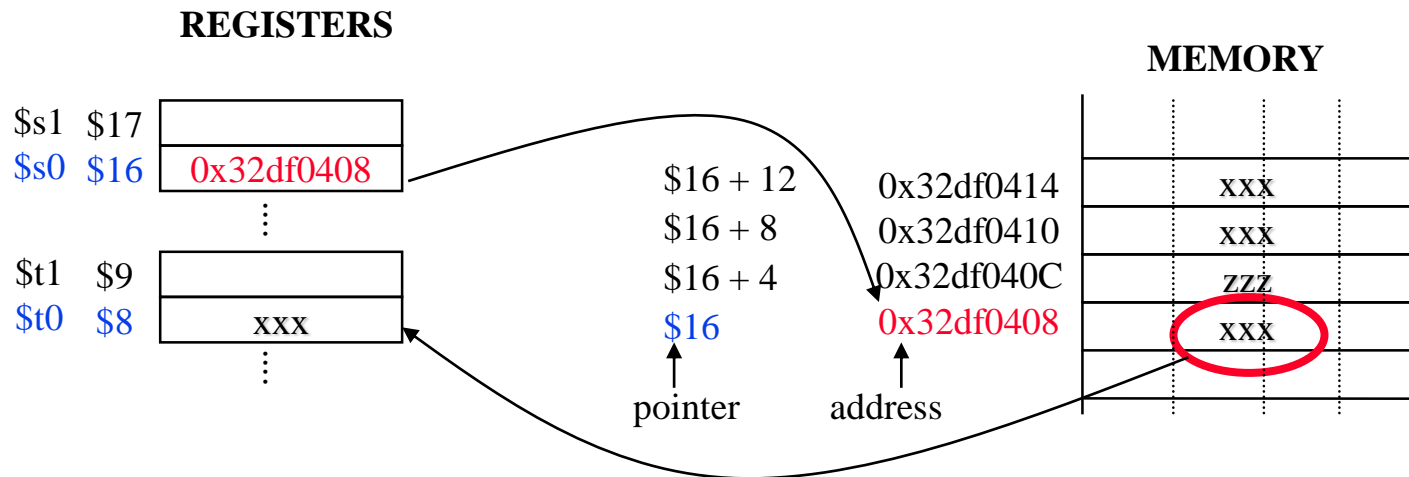 REGISTERS
MEMORY
$s1 $17
$s0 $16 0x32df0408
$16 + 12 0x32df0414 xxx
$16 + 8 0x32df0410 xxx
$t1 $9
$16 + 4 0x32df040C zzz
$t0 $8 xxx
$16 0x32df0408 xxx
pointer address